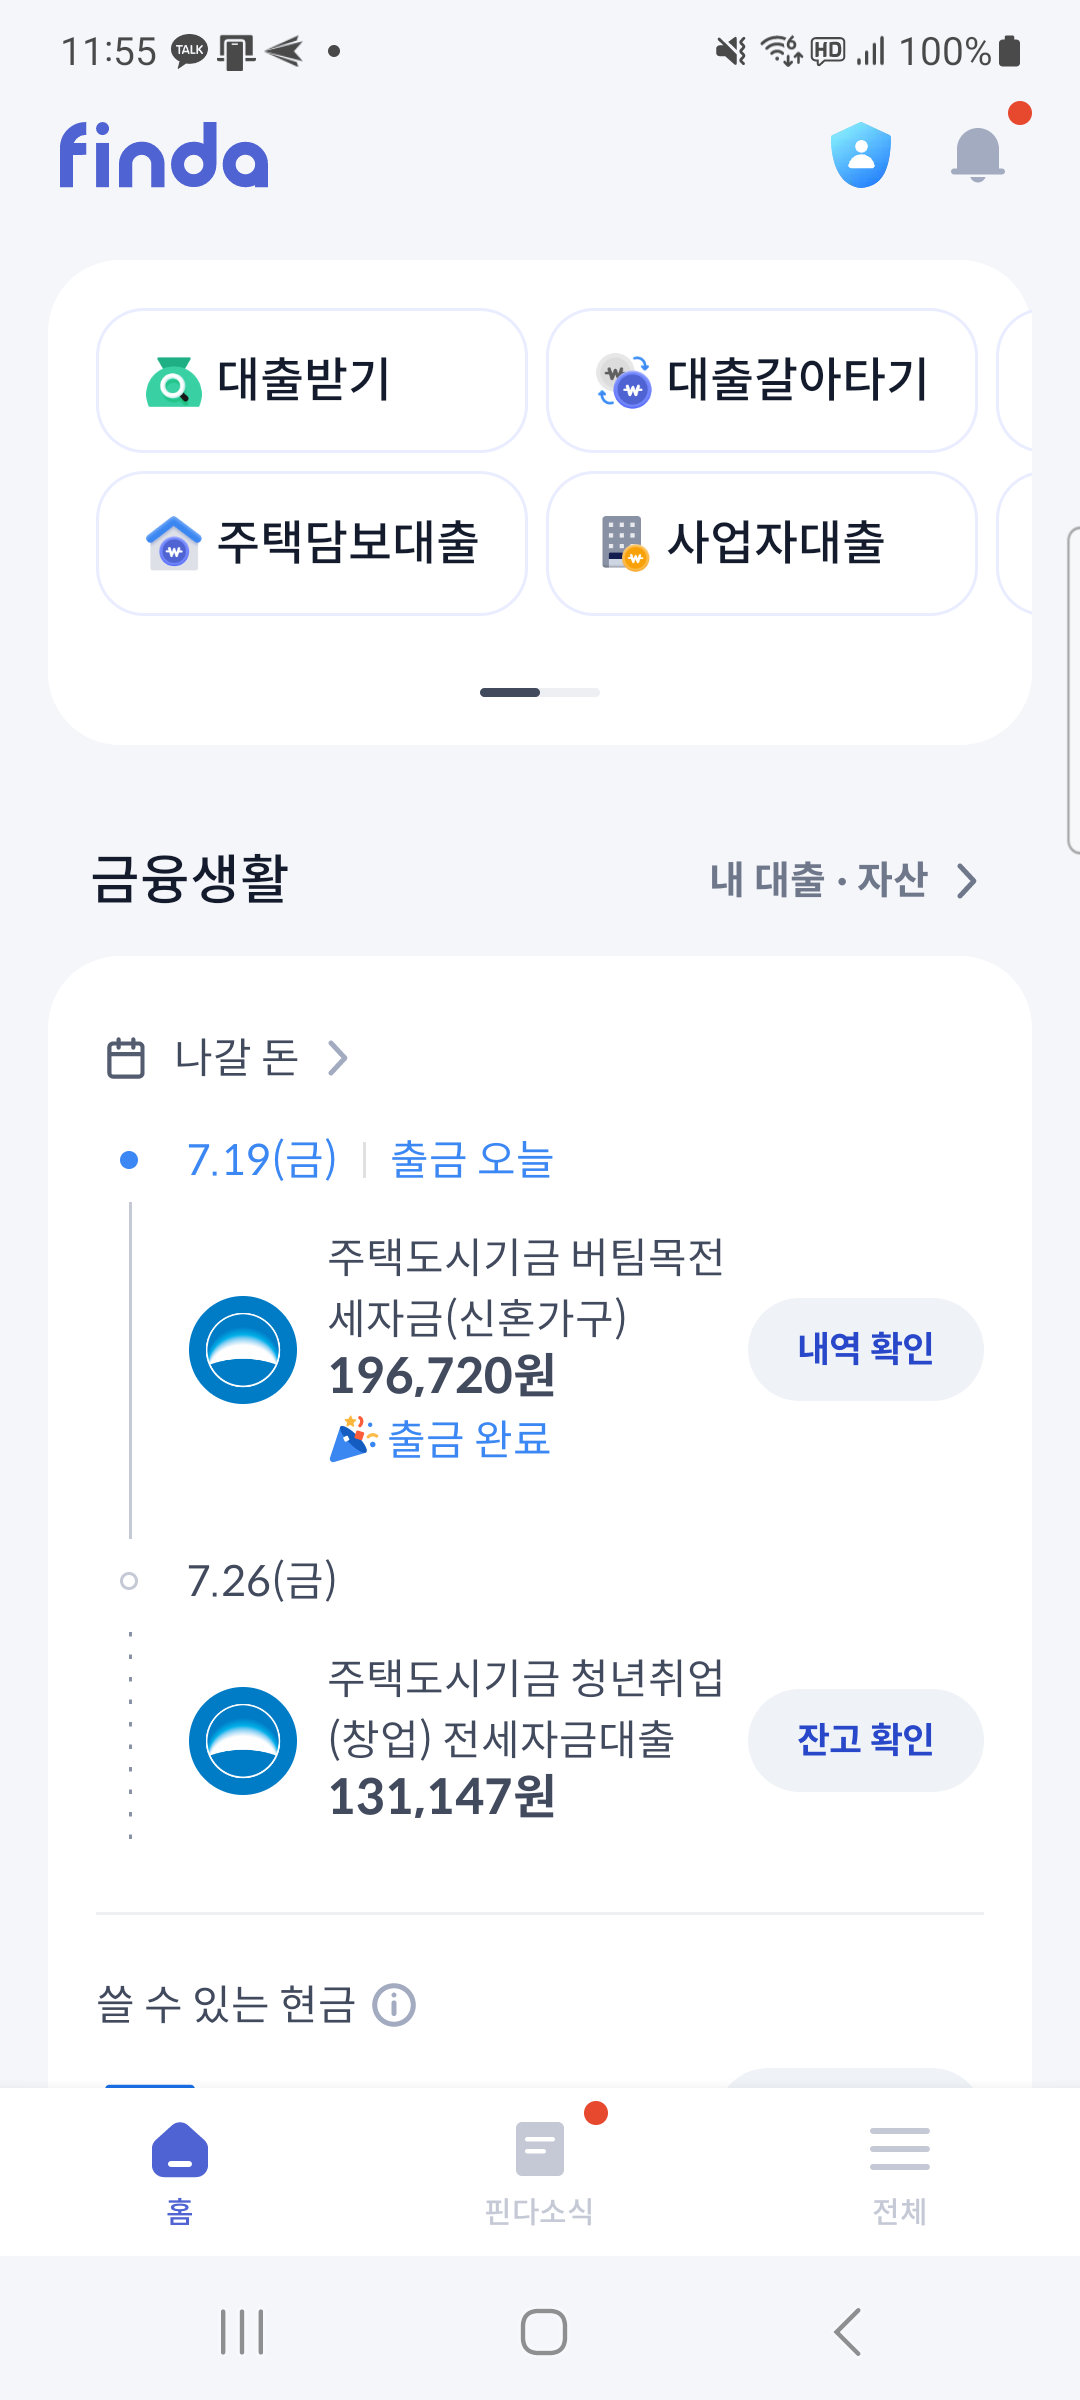 11:55 TALK HD 100%
finda
대출받기 대출갈아타기
주택담보대출 사업자대출
금융생활 내 대출 · 자산
나갈 돈
7.19(금) 출금 오늘
주택도시기금 버팀목전
세자금(신혼가구)
196,720원
출금 완료
내역 확인
7.26(금)
주택도시기금 청년취업
(창업) 전세자금대출
131,147원
잔고 확인
쓸 수 있는 현금
홈 핀다소식 전체